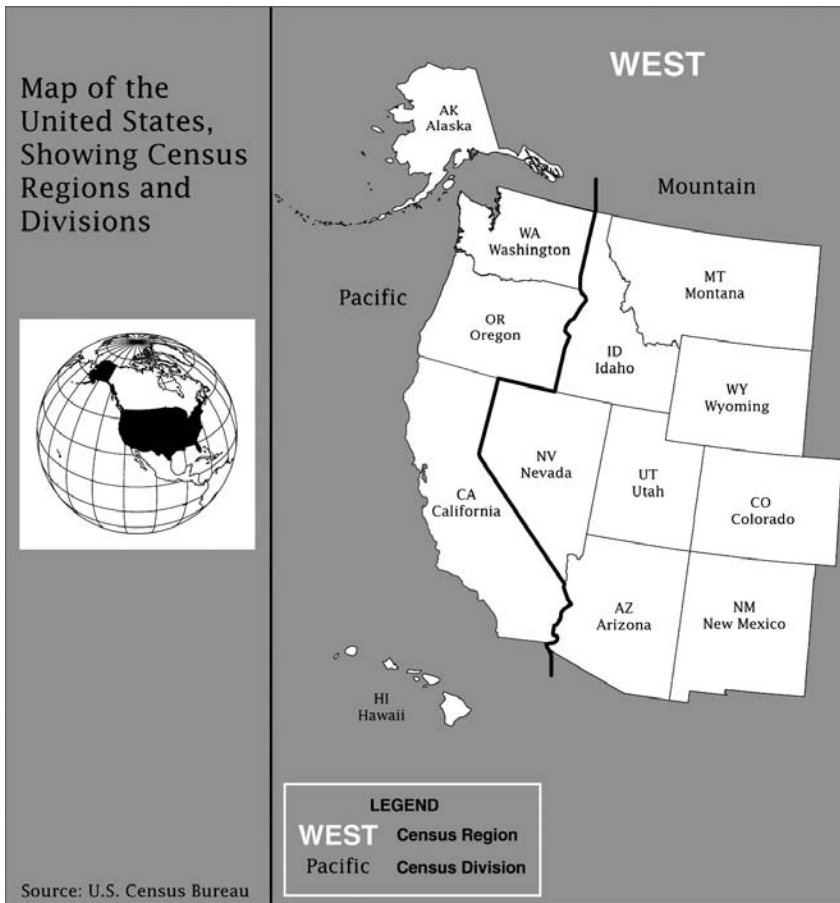 Map of the
United States,
Showing Census
Regions and
Divisions
Source: U.S. Census Bureau
WEST
AK
Alaska
Mountain
Pacific
WA
Washington
MT
Montana
OR
Oregon
ID
Idaho
WY
Wyoming
NV
Nevada
UT
Utah
CO
Colorado
CA
California
AZ
Arizona
NM
New Mexico
HI
Hawaii
LEGEND
WEST Census Region
Pacific Census Division